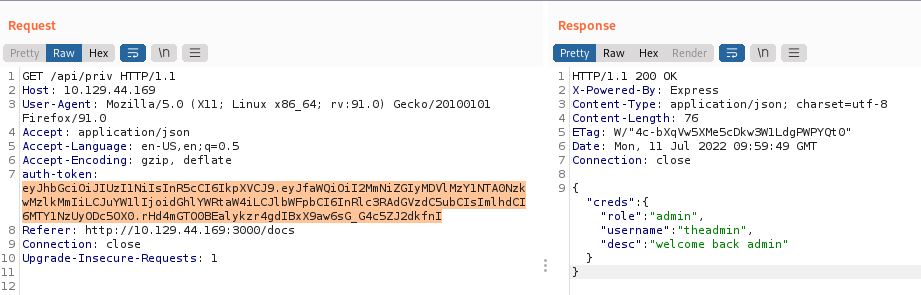 Request
Pretty Raw Hex \n
1 GET /api/priv HTTP/1.1
2 Host: 10.129.44.169
3 User-Agent: Mozilla/5.0 (X11; Linux x86_64; rv:91.0) Gecko/20100101
Firefox/91.0
4 Accept: application/json
5 Accept-Language: en-US,en;q=0.5
6 Accept-Encoding: gzip, deflate
7 auth-token:
eyJhbGciOiJIUzI1NiIsInR5cCI6IkpXVCJ9.eyJfaWQiOiI2MmNiZGIyMDVlMzY1NTA0Nzk
wMzlkMmIiLCJuYW1lIjoidGhlYWRtaW4iLCJlbWFpbCI6InRlc3RAdGVzdC5ubCIsImlhdCI
6MTY1NzUyODc5OX0.rHd4mGTO0BEalykzr4gdIBxX9aw6sG_G4c5ZJ2dkfnI
8 Referer: http://10.129.44.169:3000/docs
9 Connection: close
10 Upgrade-Insecure-Requests: 1
11
12
Response
Pretty Raw Hex Render \n
1 HTTP/1.1 200 OK
2 X-Powered-By: Express
3 Content-Type: application/json; charset=utf-8
4 Content-Length: 76
5 ETag: W/"4c-bXqVw5XMe5cDkw3W1LdgPWPYQt0"
6 Date: Mon, 11 Jul 2022 09:59:49 GMT
7 Connection: close
8
9 {
"creds":{
"role":"admin",
"username":"theadmin",
"desc":"welcome back admin"
}
}